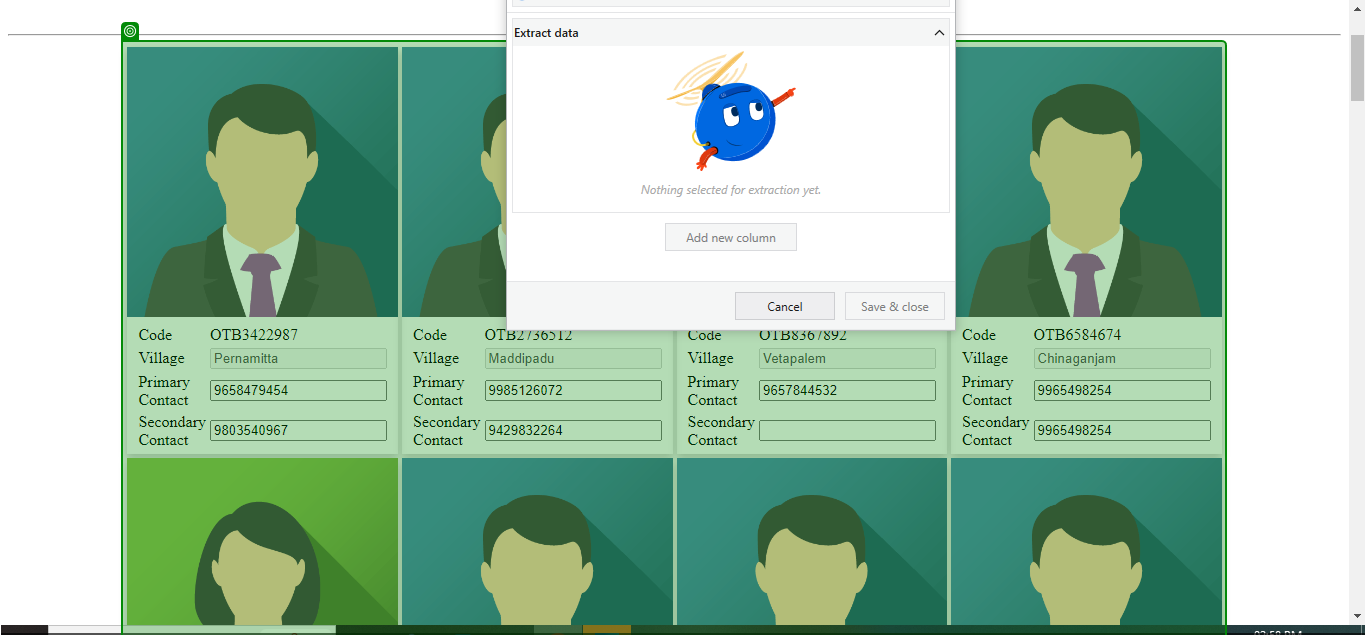 Extract data
Nothing selected for extraction yet.
Add new column
Cancel
Save & close
Code OTB3422987
Village Pernamitta
Primary
Contact 9658479454
Secondary
Contact 9803540967
Code OTB2736512
Village Maddipadu
Primary
Contact 9985126072
Secondary
Contact 9429832264
Code OTB8367892
Village Vetapalem
Primary
Contact 9657844532
Secondary
Contact
Code OTB6584674
Village Chinaganjam
Primary
Contact 9965498254
Secondary
Contact 9965498254